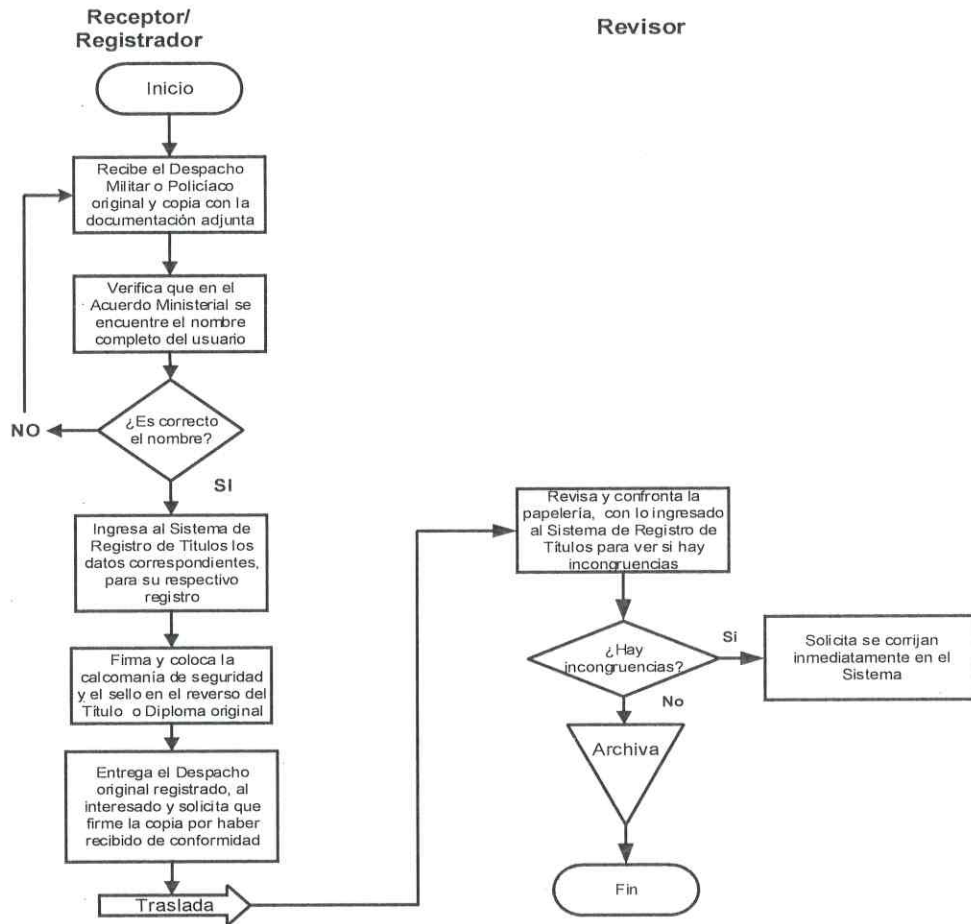 Receptor/
Registrador
Inicio
Recibe el Despacho
Militar o Policíaco
original y copia con la
documentación adjunta
Verifica que en el
Acuerdo Ministerial se
encuentre el nombre
completo del usuario
¿Es correcto
el nombre?
NO
SI
Ingresa al Sistema de
Registro de Títulos los
datos correspondientes,
para su respectivo
registro
Firma y coloca la
calcomanía de seguridad
y el sello en el reverso del
Título o Diploma original
Entrega el Despacho
original registrado, al
interesado y solicita que
firme la copia por haber
recibido de conformidad
Traslada
Revisor
Revisa y confronta la
papelería, con lo ingresado
al Sistema de Registro de
Títulos para ver si hay
incongruencias
¿Hay
incongruencias?
Si
Solicita se corrijan
inmediatamente en el
Sistema
No
Archiva
Fin